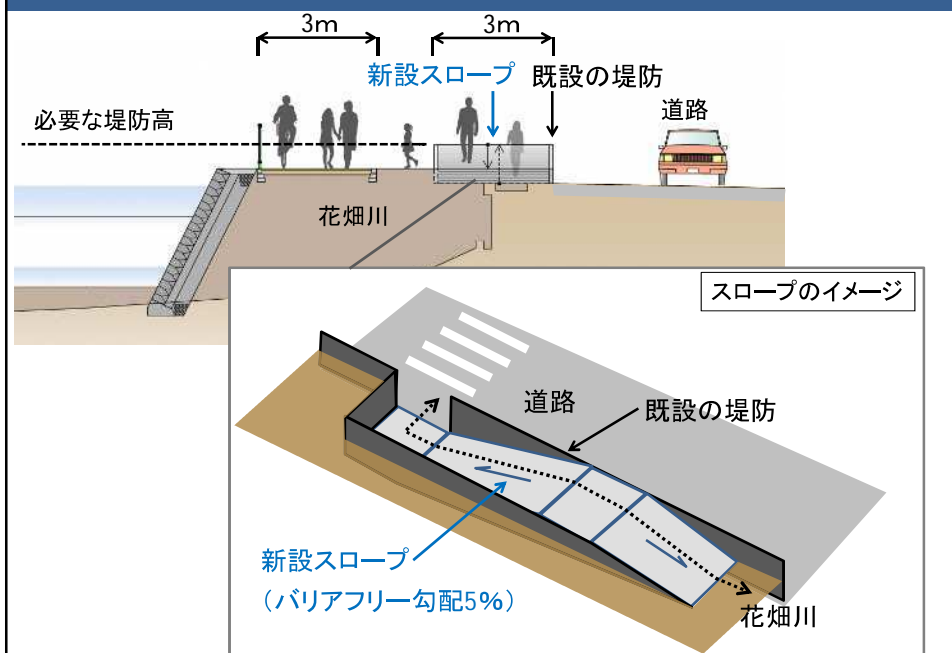 3m
3m
新設スロープ
既設の堤防
道路
必要な堤防高
花畑川
スロープのイメージ
道路
既設の堤防
新設スロープ
（バリアフリー勾配5%）
花畑川